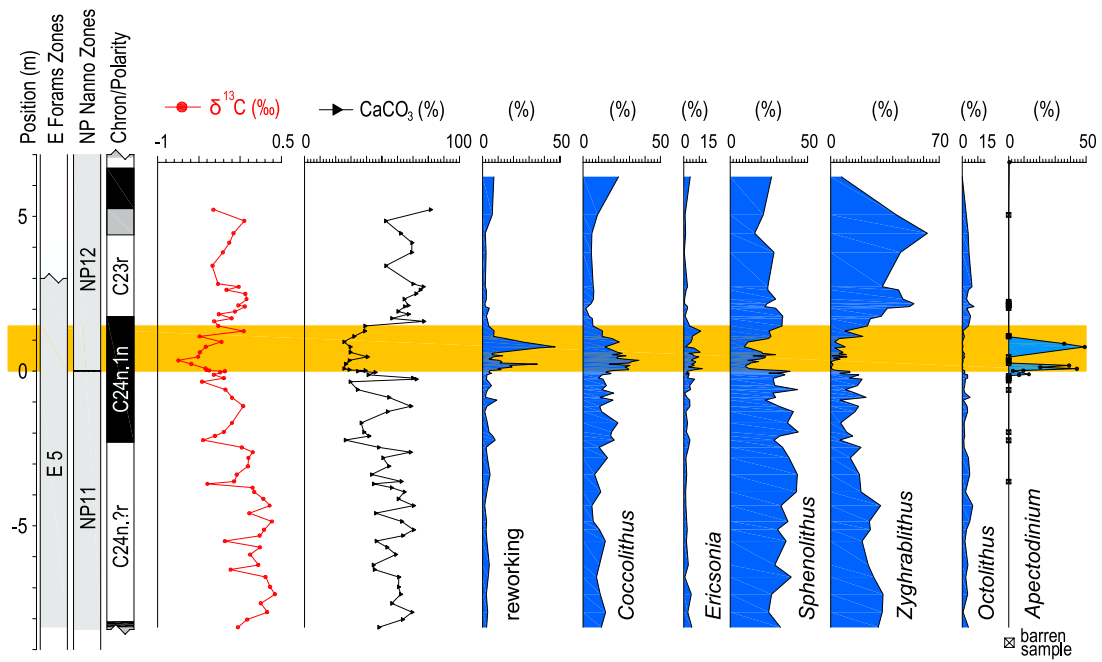 Position (m)
E Forams Zones
NP Nanno Zones
Chron/Polarity
δ13C (‰)
CaCO3 (%)
(%)
(%)
(%)
(%)
(%)
(%)
(%)
-1 0.5
0 100
0 50
0 30
0 15
0 50
0 70
0 15
0 50
5
0
-5
E 5
NP12
NP11
C23r
C24n.1n
C24n.?r
reworking
Coccolithus
Ericsonia
Sphenolithus
Zyghrablithus
Octolithus
Apectodinium
barren
sample